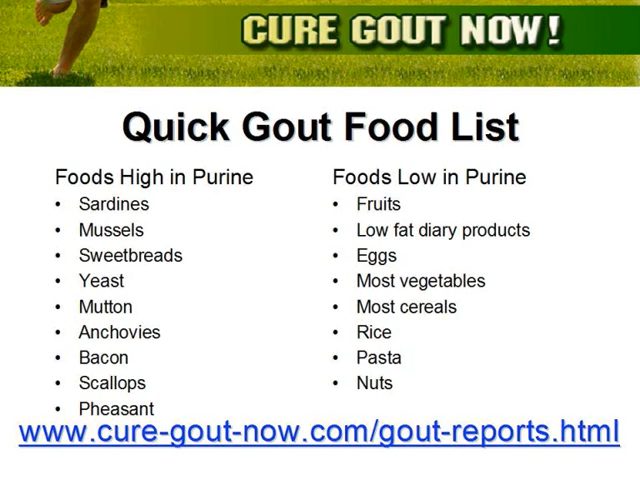 CURE GOUT NOW!
Quick Gout Food List
Foods High in Purine
• Sardines
• Mussels
• Sweetbreads
• Yeast
• Mutton
• Anchovies
• Bacon
• Scallops
• Pheasant
Foods Low in Purine
• Fruits
• Low fat diary products
• Eggs
• Most vegetables
• Most cereals
• Rice
• Pasta
• Nuts
www.cure-gout-now.com/gout-reports.html